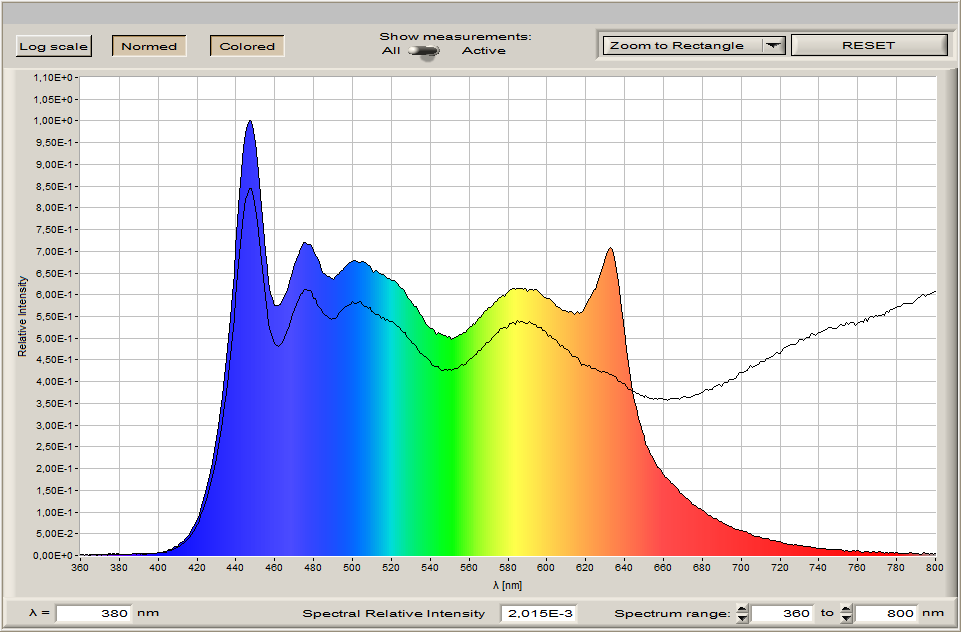 Show measurements:
Log scale Normed Colored All Active Zoom to Rectangle RESET
1,10E+0
1,05E+0
1,00E+0
9,50E-1
9,00E-1
8,50E-1
8,00E-1
7,50E-1
7,00E-1
6,50E-1
6,00E-1
5,50E-1
5,00E-1
4,50E-1
4,00E-1
3,50E-1
3,00E-1
2,50E-1
2,00E-1
1,50E-1
1,00E-1
5,00E-2
0,00E+0
Relative Intensity
360 380 400 420 440 460 480 500 520 540 560 580 600 620 640 660 680 700 720 740 760 780 800
λ [nm]
λ = 380 nm Spectral Relative Intensity 2,015E-3 Spectrum range: 360 to 800 nm